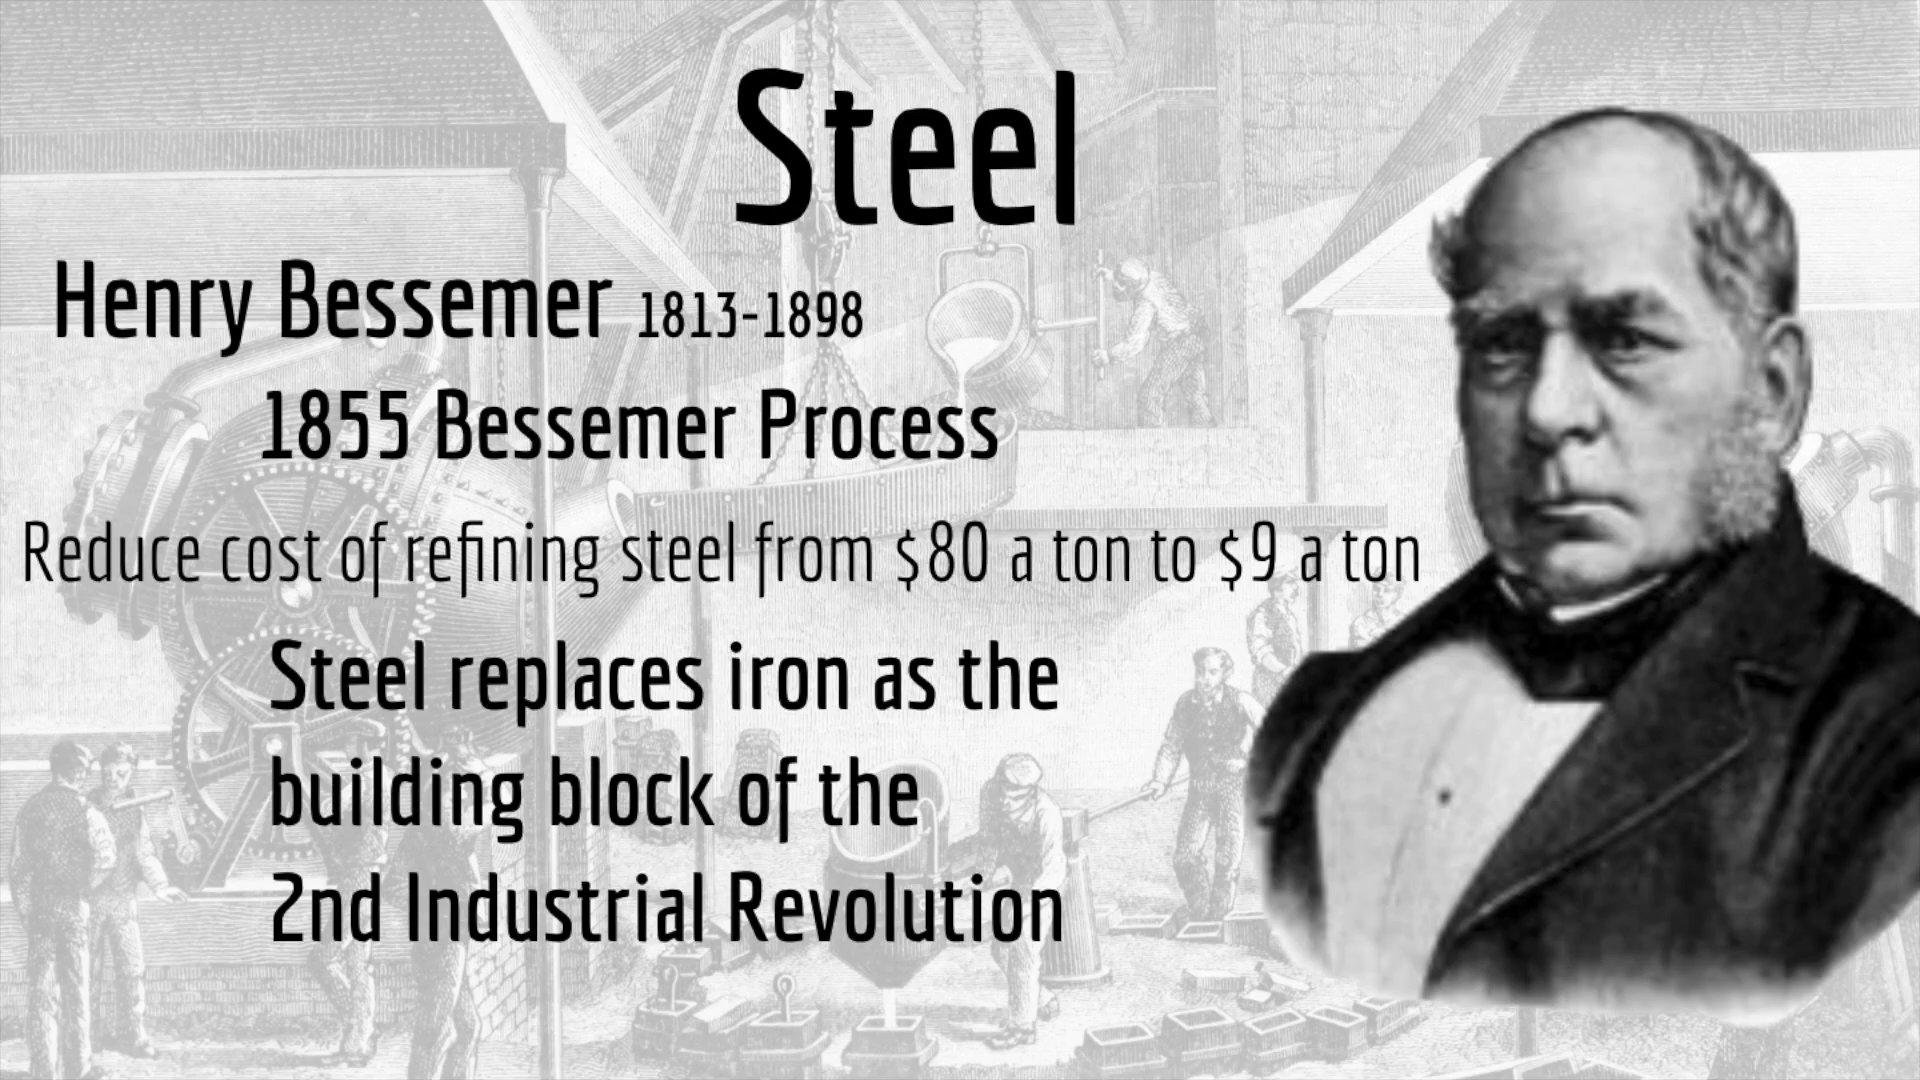 Steel
Henry Bessemer 1813-1898
1855 Bessemer Process
Reduce cost of refining steel from $80 a ton to $9 a ton
Steel replaces iron as the
building block of the
2nd Industrial Revolution